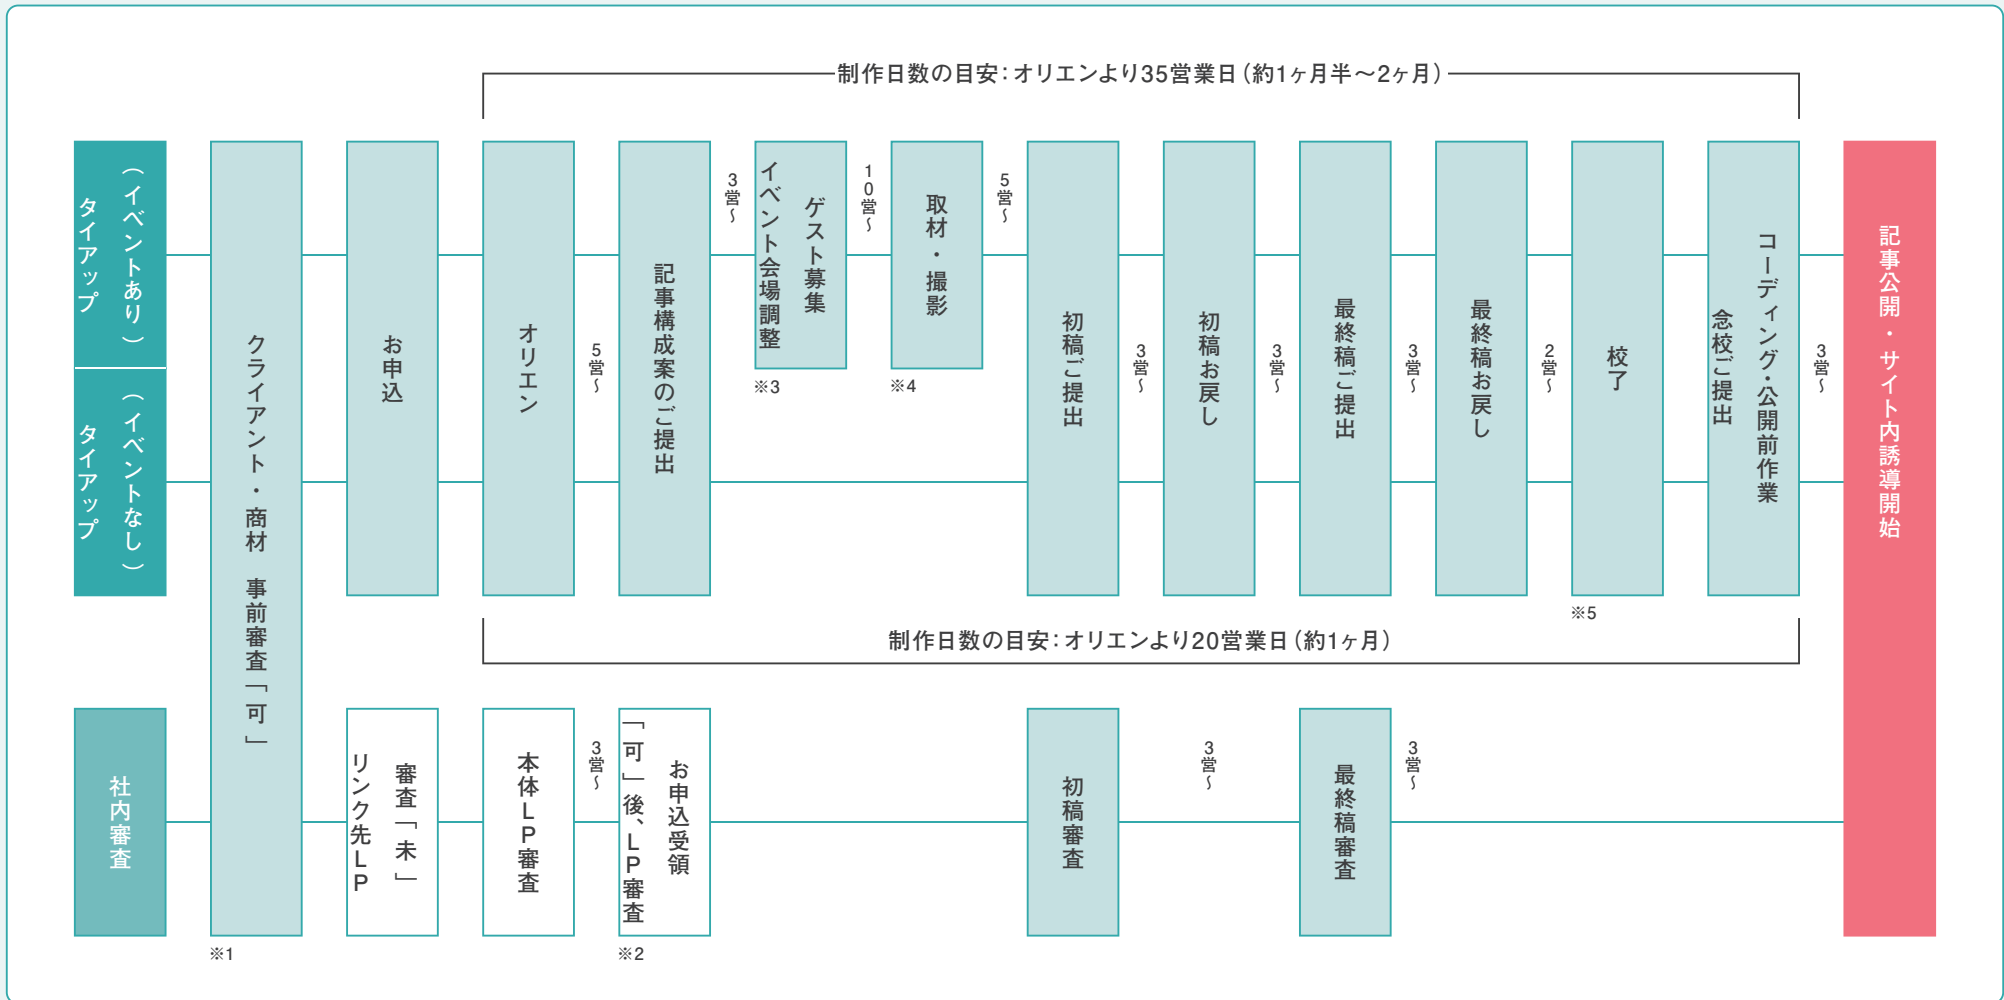 制作日数の目安：オリエンより35営業日（約1ヶ月半～2ヶ月）
タイアップ
（イベントあり）
タイアップ
（イベントなし）
クライアント・商材　事前審査「可」
※1
お申込
オリエン
5営～
記事構成案のご提出
3営～
イベント会場調整
ゲスト募集
※3
10営～
取材・撮影
※4
5営～
初稿ご提出
3営～
初稿お戻し
3営～
最終稿ご提出
3営～
最終稿お戻し
2営～
校了
※5
念校ご提出
コーディング・公開前作業
3営～
記事公開・サイト内誘導開始
制作日数の目安：オリエンより20営業日（約1ヶ月）
社内審査
リンク先LP
審査「未」
本体LP審査
3営～
お申込受領
「可」後、LP審査
※2
初稿審査
3営～
最終稿審査
3営～